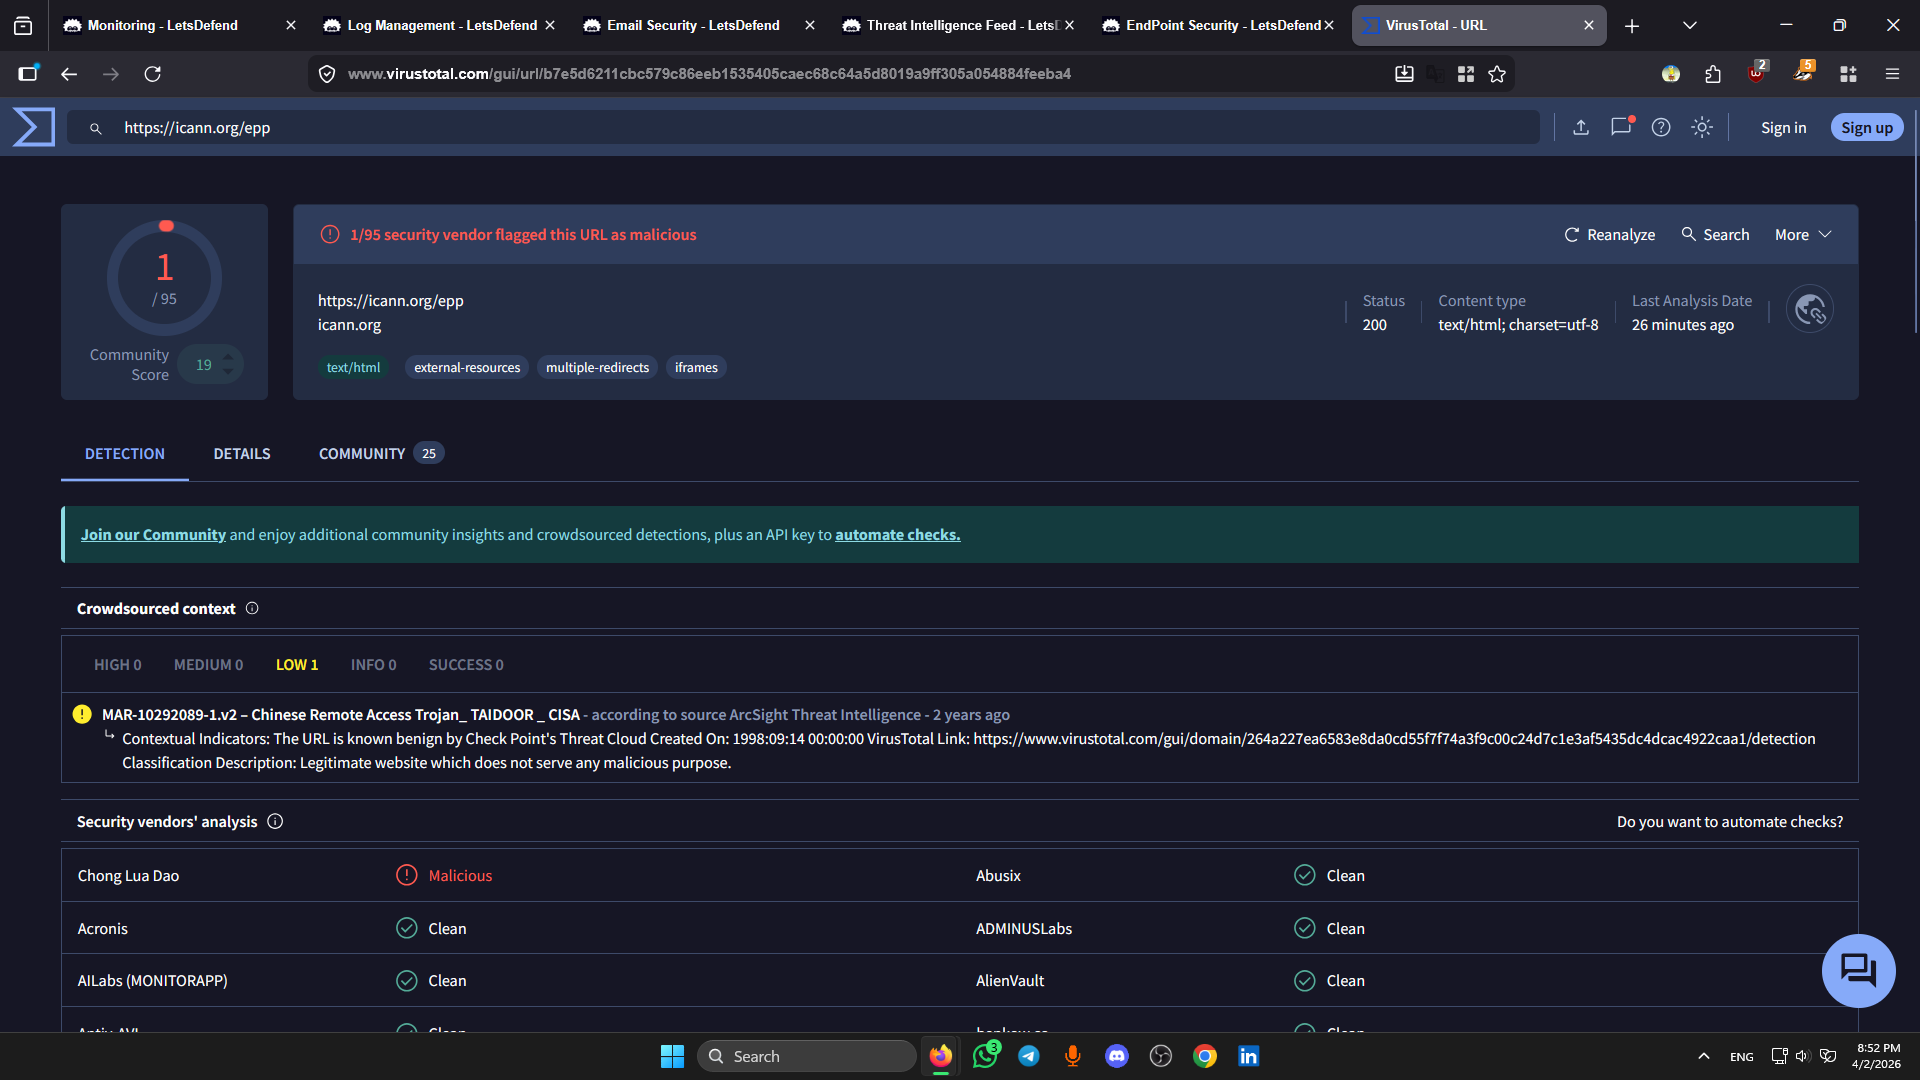 Monitoring - LetsDefend
Log Management - LetsDefend
Email Security - LetsDefend
Threat Intelligence Feed - Lets
EndPoint Security - LetsDefend
VirusTotal - URL
www.virustotal.com/gui/url/b7e5d6211cbc579c86eeb1535405caec68c64a5d8019a9ff305a054884feeba4
2
5
https://icann.org/epp
Sign in
Sign up
1
/ 95
Community Score
19
1/95 security vendor flagged this URL as malicious
Reanalyze
Search
More
https://icann.org/epp
icann.org
Status
200
Content type
text/html; charset=utf-8
Last Analysis Date
26 minutes ago
text/html
external-resources
multiple-redirects
iframes
DETECTION
DETAILS
COMMUNITY 25
Join our Community and enjoy additional community insights and crowdsourced detections, plus an API key to automate checks.
Crowdsourced context
HIGH 0
MEDIUM 0
LOW 1
INFO 0
SUCCESS 0
MAR-10292089-1.v2 – Chinese Remote Access Trojan_ TAIDOOR _ CISA - according to source ArcSight Threat Intelligence - 2 years ago
Contextual Indicators: The URL is known benign by Check Point's Threat Cloud Created On: 1998:09:14 00:00:00 VirusTotal Link: https://www.virustotal.com/gui/domain/264a227ea6583e8da0cd55f7f74a3f9c00c24d7c1e3af5435dc4dcac4922caa1/detection
Classification Description: Legitimate website which does not serve any malicious purpose.
Security vendors' analysis
Do you want to automate checks?
Chong Lua Dao
Malicious
Abusix
Clean
Acronis
Clean
ADMINUSLabs
Clean
AILabs (MONITORAPP)
Clean
AlienVault
Clean
Search
3
ENG
8:52 PM
4/2/2026